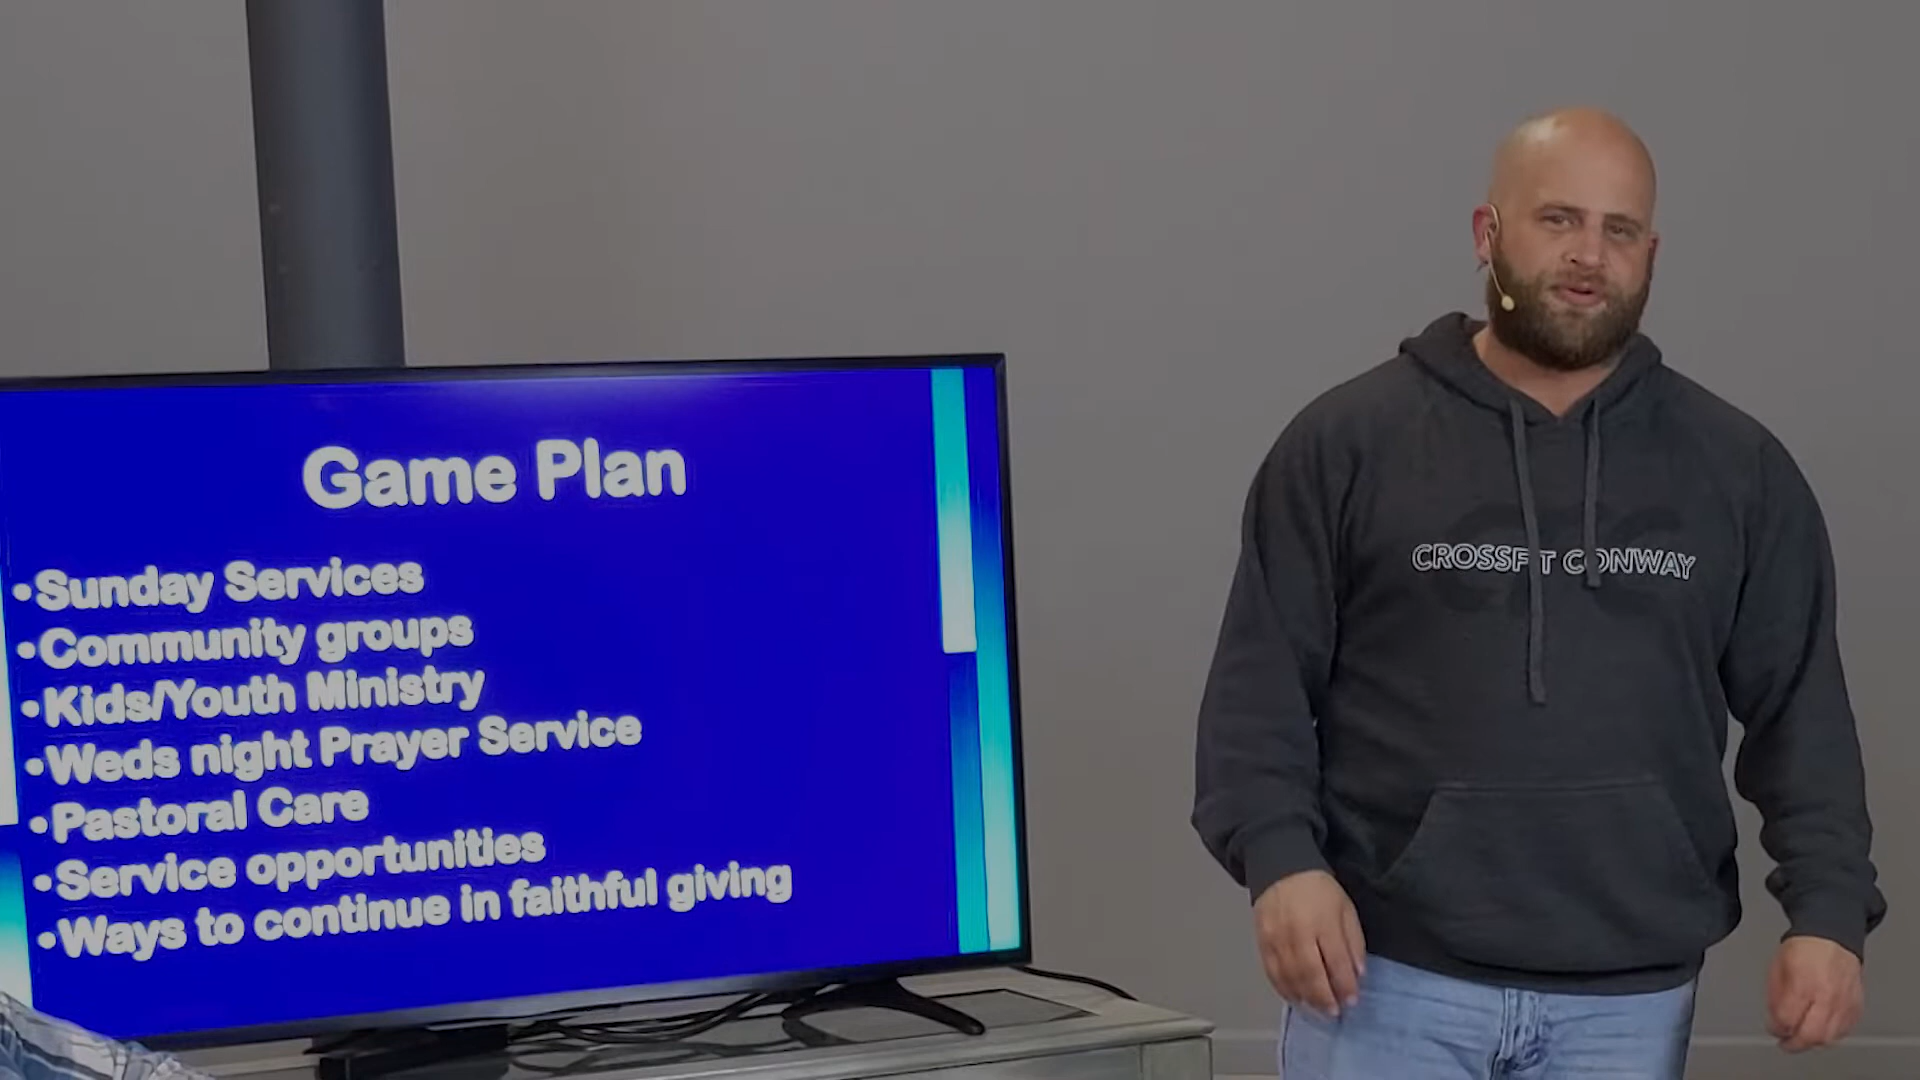 Game Plan
•Sunday Services
•Community groups
•Kids/Youth Ministry
•Weds night Prayer Service
•Pastoral Care
•Service opportunities
•Ways to continue in faithful giving
CROSSFIT CONWAY